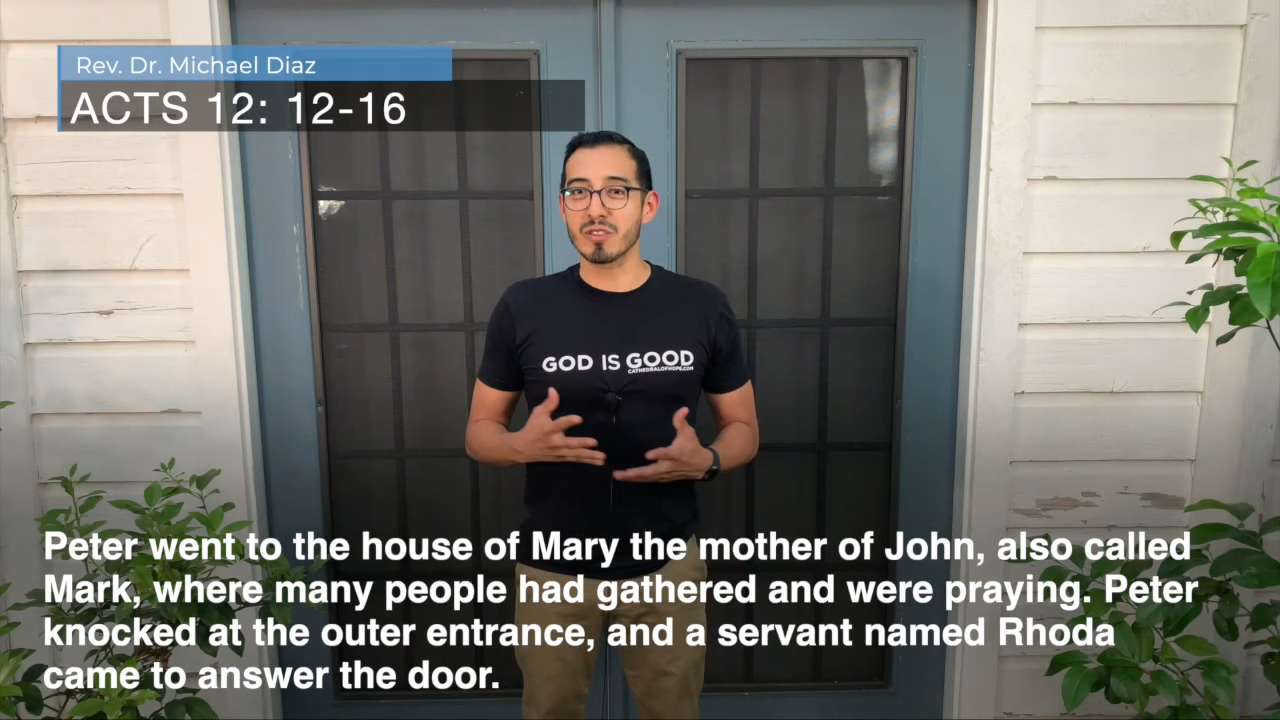 Rev. Dr. Michael Diaz
ACTS 12: 12-16
GOD IS GOOD
CATHEDRALOFHOPE.COM
Peter went to the house of Mary the mother of John, also called
Mark, where many people had gathered and were praying. Peter
knocked at the outer entrance, and a servant named Rhoda
came to answer the door.